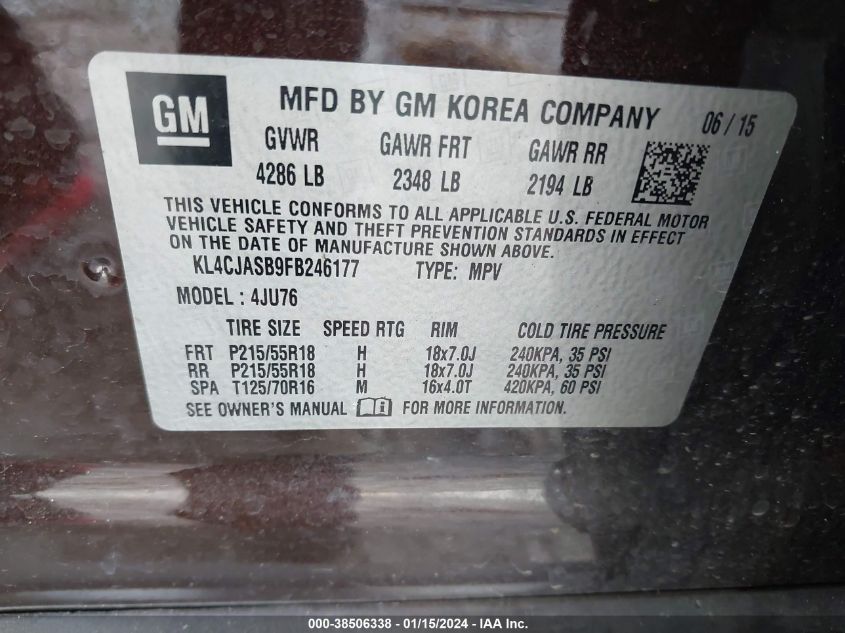 GM
MFD BY GM KOREA COMPANY 06 / 15
GVWR GAWR FRT GAWR RR
4286 LB 2348 LB 2194 LB
THIS VEHICLE CONFORMS TO ALL APPLICABLE U.S. FEDERAL MOTOR
VEHICLE SAFETY AND THEFT PREVENTION STANDARDS IN EFFECT
ON THE DATE OF MANUFACTURE SHOWN ABOVE.
KL4CJASB9FB246177 TYPE: MPV
MODEL : 4JU76
TIRE SIZE SPEED RTG RIM COLD TIRE PRESSURE
FRT P215/55R18 H 18x7.0J 240KPA, 35 PSI
RR P215/55R18 H 18x7.0J 240KPA, 35 PSI
SPA T125/70R16 M 16x4.0T 420KPA, 60 PSI
SEE OWNER'S MANUAL FOR MORE INFORMATION.
000-38506338 - 01/15/2024 - IAA Inc.